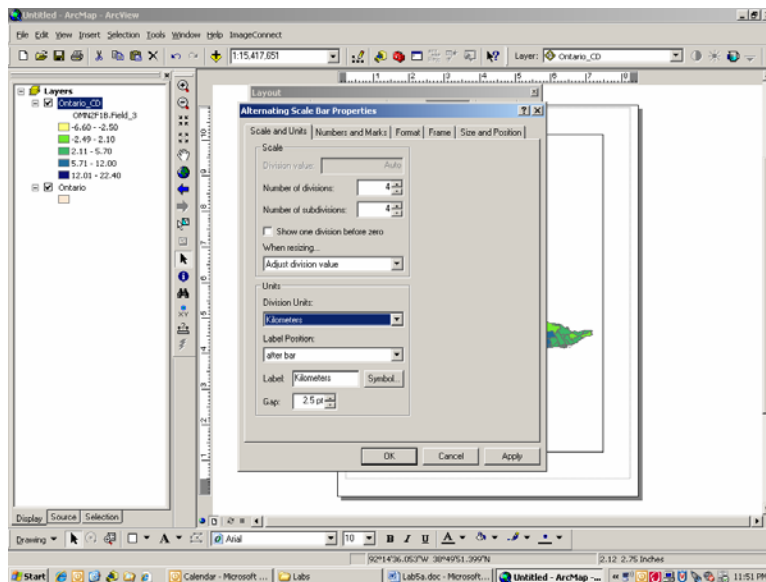 Untitled - ArcMap - ArcView
File Edit View Insert Selection Tools Window Help ImageConnect
1:15,417,651
Layer: Ontario_CD
Layers
Ontario_CD
OMN2F1B.Field_3
-6.60 - -2.50
-2.49 - 2.10
2.11 - 5.70
5.71 - 12.00
12.01 - 22.40
Ontario
Layout
Alternating Scale Bar Properties
Scale and Units Numbers and Marks Format Frame Size and Position
Scale
Division value: Auto
Number of divisions: 4
Number of subdivisions: 4
Show one division before zero
When resizing...
Adjust division value
Units
Division Units:
Kilometers
Label Position:
after bar
Label: Kilometers Symbol...
Gap: 2.5 pt
OK Cancel Apply
Display Source Selection
Drawing A Arial 10 B I U A
92°14'36.053"W 38°49'51.399"N 2.12 2.75 Inches
Start Calendar - Microsoft ... Labs Lab5a.doc - Microsoft... Untitled - ArcMap -... 11:51 PM